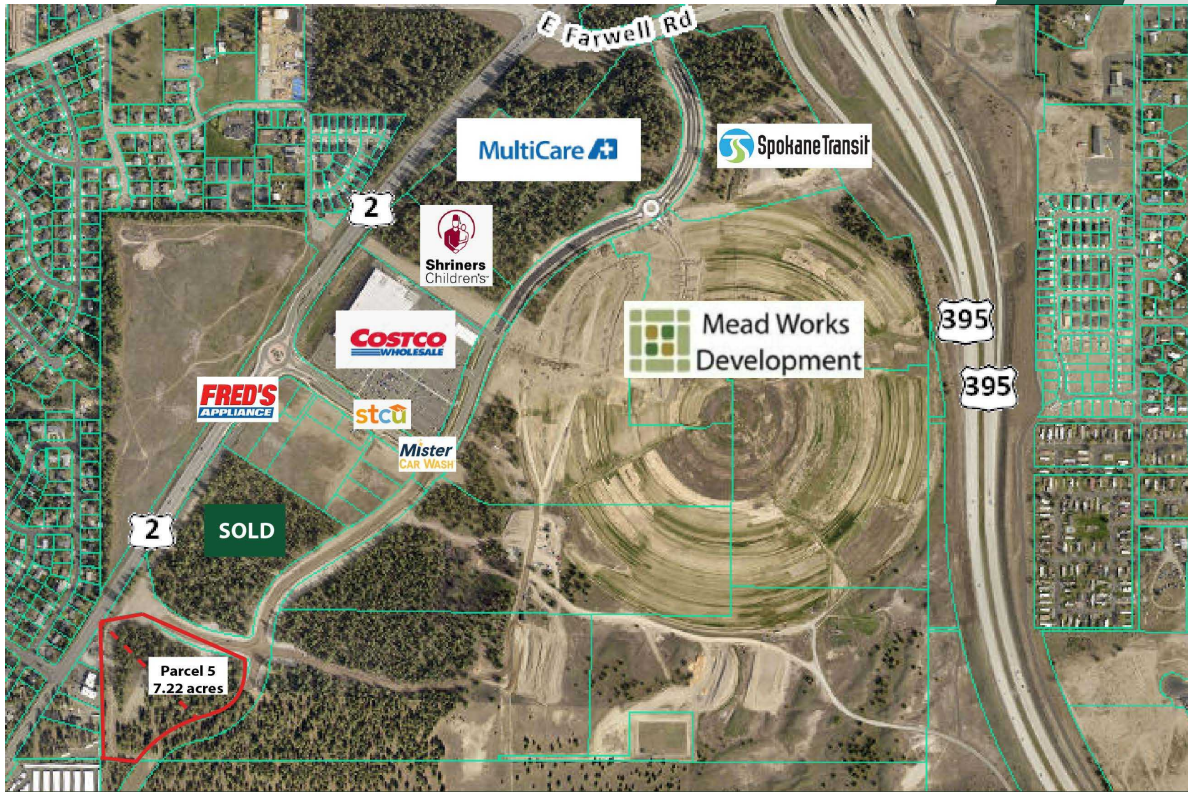 E Farwell Rd
MultiCare
Spokane Transit
2
Shriners
Children's™
395
COSTCO
WHOLESALE
Mead Works
Development
395
FRED'S
APPLIANCE
stcu
Mister
CAR WASH
2
SOLD
Parcel 5
7.22 acres